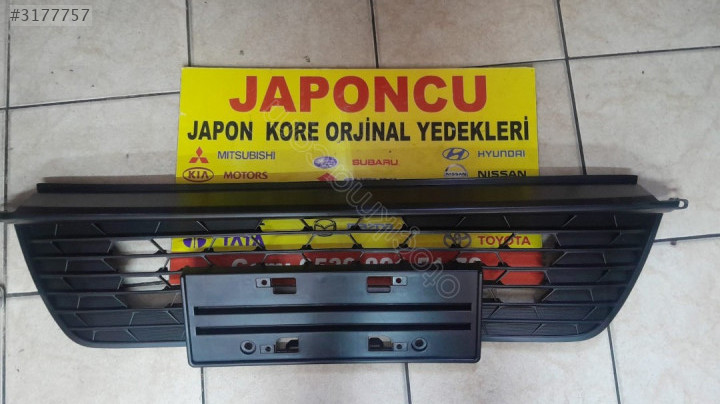 #3177757
JAPONCU
JAPON KORE ORJİNAL YEDEKLERİ
MITSUBISHI SUBARU HYUNDAI
KIA MOTORS NISSAN
TATA TOYOTA